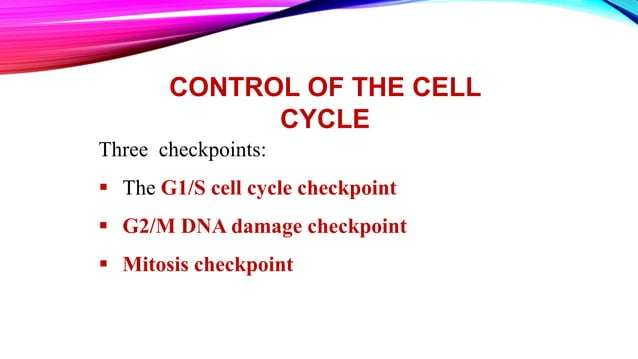 CONTROL OF THE CELL
CYCLE
Three checkpoints:
▪ The G1/S cell cycle checkpoint
▪ G2/M DNA damage checkpoint
▪ Mitosis checkpoint